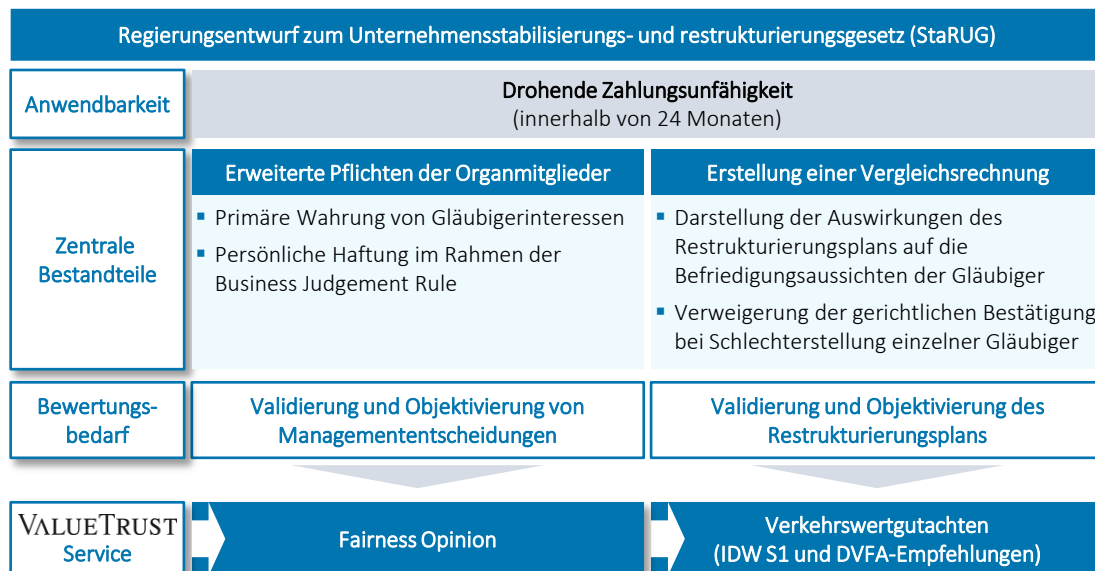 Regierungsentwurf zum Unternehmensstabilisierungs- und restrukturierungsgesetz (StaRUG)
Anwendbarkeit
Drohende Zahlungsunfähigkeit
(innerhalb von 24 Monaten)
Zentrale
Bestandteile
Erweiterte Pflichten der Organmitglieder
▪ Primäre Wahrung von Gläubigerinteressen
▪ Persönliche Haftung im Rahmen der
Business Judgement Rule
Erstellung einer Vergleichsrechnung
▪ Darstellung der Auswirkungen des
Restrukturierungsplans auf die
Befriedigungsaussichten der Gläubiger
▪ Verweigerung der gerichtlichen Bestätigung
bei Schlechterstellung einzelner Gläubiger
Bewertungs-
bedarf
Validierung und Objektivierung von
Managemententscheidungen
Validierung und Objektivierung des
Restrukturierungsplans
VALUETRUST
Service
Fairness Opinion
Verkehrswertgutachten
(IDW S1 und DVFA-Empfehlungen)